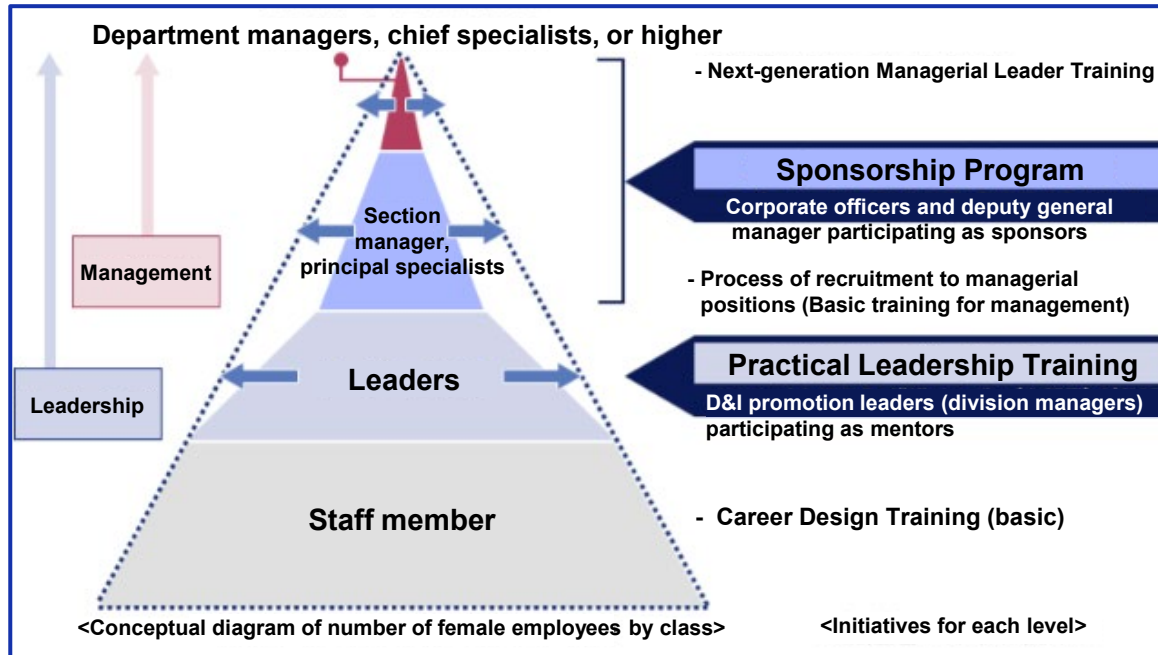 Department managers, chief specialists, or higher
- Next-generation Managerial Leader Training
Sponsorship Program
Corporate officers and deputy general
manager participating as sponsors
Section
manager,
principal specialists
Management
- Process of recruitment to managerial
positions (Basic training for management)
Practical Leadership Training
D&I promotion leaders (division managers)
participating as mentors
Leaders
Leadership
Staff member
- Career Design Training (basic)
<Conceptual diagram of number of female employees by class>
<Initiatives for each level>